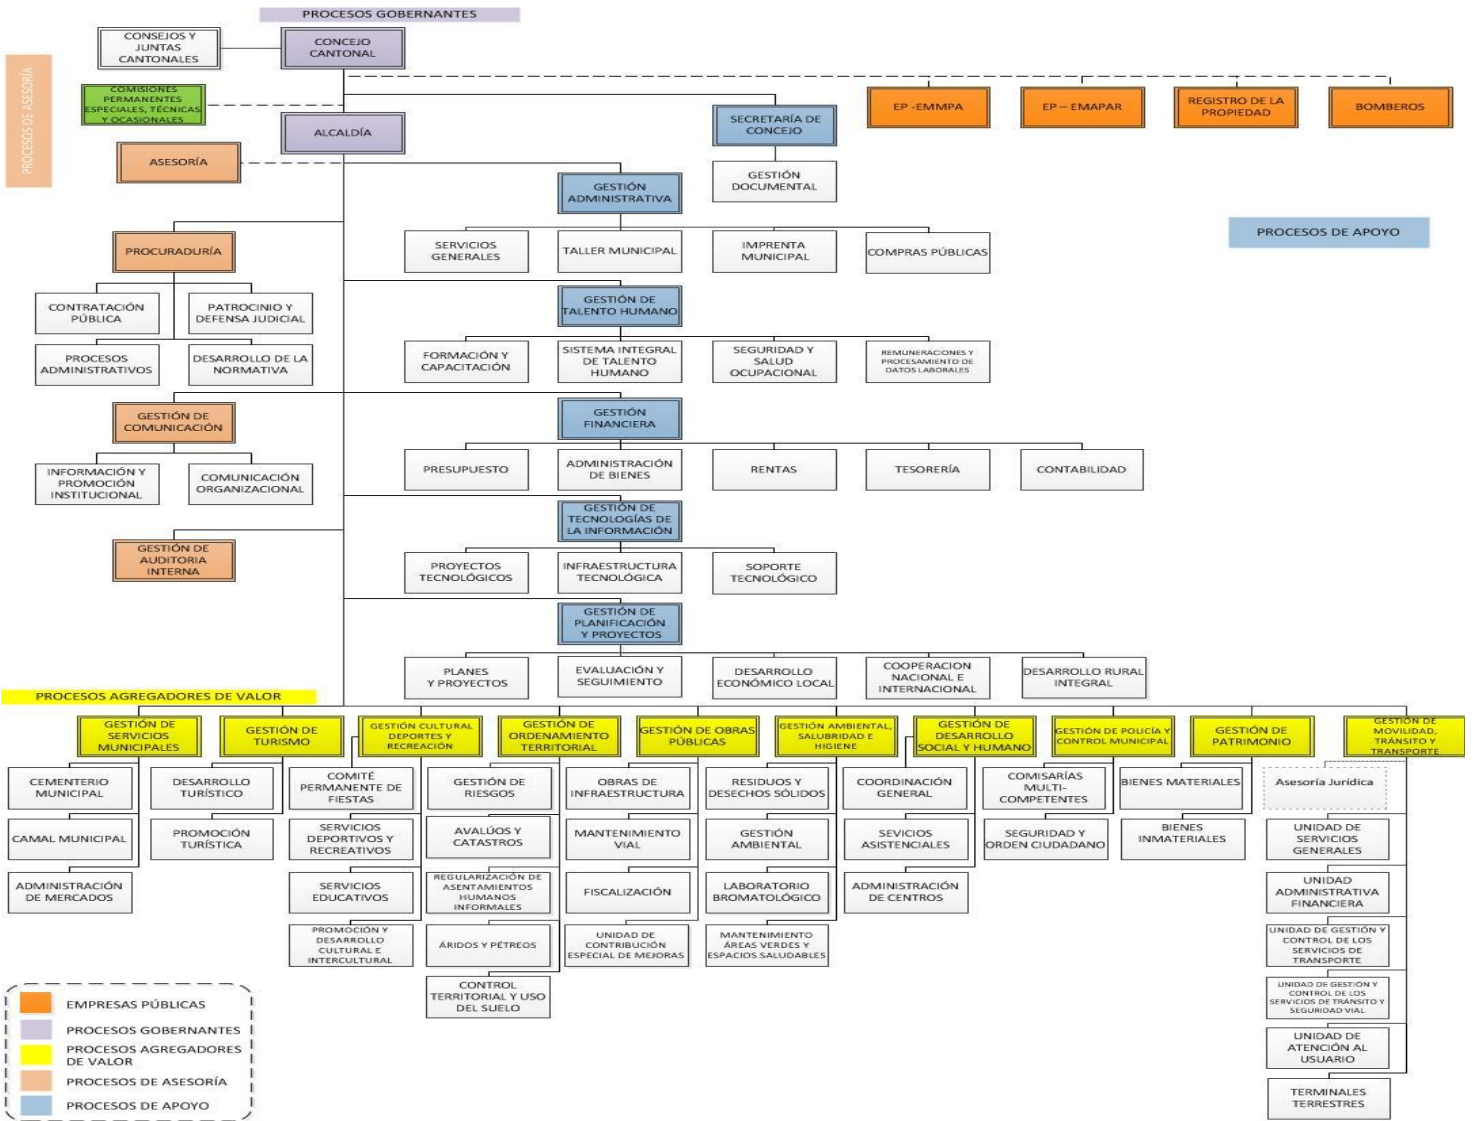 PROCESOS GOBERNANTES
CONSEJOS Y
JUNTAS
CANTONALES
CONCEJO
CANTONAL
PROCESOS DE ASESORÍA
COMISIONES
PERMANENTES
ESPECIALES, TÉCNICAS
Y OCASIONALES
ALCALDÍA
SECRETARÍA DE
CONCEJO
EP -EMMPA
EP – EMAPAR
REGISTRO DE LA
PROPIEDAD
BOMBEROS
ASESORÍA
GESTIÓN
DOCUMENTAL
GESTIÓN
ADMINISTRATIVA
PROCESOS DE APOYO
PROCURADURÍA
SERVICIOS
GENERALES
TALLER MUNICIPAL
IMPRENTA
MUNICIPAL
COMPRAS PÚBLICAS
CONTRATACIÓN
PÚBLICA
PATROCINIO Y
DEFENSA JUDICIAL
GESTIÓN DE
TALENTO HUMANO
PROCESOS
ADMINISTRATIVOS
DESARROLLO DE LA
NORMATIVA
FORMACIÓN Y
CAPACITACIÓN
SISTEMA INTEGRAL
DE TALENTO
HUMANO
SEGURIDAD Y
SALUD
OCUPACIONAL
REMUNERACIONES Y
PROCESAMIENTO DE
DATOS LABORALES
GESTIÓN DE
COMUNICACIÓN
GESTIÓN
FINANCIERA
INFORMACIÓN Y
PROMOCIÓN
INSTITUCIONAL
COMUNICACIÓN
ORGANIZACIONAL
PRESUPUESTO
ADMINISTRACIÓN
DE BIENES
RENTAS
TESORERÍA
CONTABILIDAD
GESTIÓN DE
TECNOLOGÍAS DE
LA INFORMACIÓN
GESTIÓN DE
AUDITORIA
INTERNA
PROYECTOS
TECNOLÓGICOS
INFRAESTRUCTURA
TECNOLÓGICA
SOPORTE
TECNOLÓGICO
GESTIÓN DE
PLANIFICACIÓN
Y PROYECTOS
PLANES
Y PROYECTOS
EVALUACIÓN Y
SEGUIMIENTO
DESARROLLO
ECONÓMICO LOCAL
COOPERACION
NACIONAL E
INTERNACIONAL
DESARROLLO RURAL
INTEGRAL
PROCESOS AGREGADORES DE VALOR
GESTIÓN DE
SERVICIOS
MUNICIPALES
GESTIÓN DE
TURISMO
GESTIÓN CULTURAL
DEPORTES Y
RECREACIÓN
GESTIÓN DE
ORDENAMIENTO
TERRITORIAL
GESTIÓN DE OBRAS
PÚBLICAS
GESTIÓN AMBIENTAL,
SALUBRIDAD E
HIGIENE
GESTIÓN DE
DESARROLLO
SOCIAL Y HUMANO
GESTIÓN DE POLICÍA Y
CONTROL MUNICIPAL
GESTIÓN DE
PATRIMONIO
GESTIÓN DE
MOVILIDAD,
TRÁNSITO Y
TRANSPORTE
CEMENTERIO
MUNICIPAL
DESARROLLO
TURÍSTICO
COMITÉ
PERMANENTE DE
FIESTAS
GESTIÓN DE
RIESGOS
OBRAS DE
INFRAESTRUCTURA
RESIDUOS Y
DESECHOS SÓLIDOS
COORDINACIÓN
GENERAL
COMISARÍAS
MULTI-
COMPETENTES
BIENES MATERIALES
Asesoría Jurídica
CAMAL MUNICIPAL
PROMOCIÓN
TURÍSTICA
SERVICIOS
DEPORTIVOS Y
RECREATIVOS
AVALÚOS Y
CATASTROS
MANTENIMIENTO
VIAL
GESTIÓN
AMBIENTAL
SEVICIOS
ASISTENCIALES
SEGURIDAD Y
ORDEN CIUDADANO
BIENES
INMATERIALES
UNIDAD DE
SERVICIOS
GENERALES
ADMINISTRACIÓN
DE MERCADOS
SERVICIOS
EDUCATIVOS
REGULARIZACIÓN DE
ASENTAMIENTOS
HUMANOS
INFORMALES
FISCALIZACIÓN
LABORATORIO
BROMATOLÓGICO
ADMINISTRACIÓN
DE CENTROS
UNIDAD
ADMINISTRATIVA
FINANCIERA
PROMOCIÓN Y
DESARROLLO
CULTURAL E
INTERCULTURAL
ÁRIDOS Y PÉTREOS
UNIDAD DE
CONTRIBUCIÓN
ESPECIAL DE MEJORAS
MANTENIMIENTO
ÁREAS VERDES Y
ESPACIOS SALUDABLES
UNIDAD DE GESTIÓN Y
CONTROL DE LOS
SERVICIOS DE
TRANSPORTE
CONTROL
TERRITORIAL Y USO
DEL SUELO
UNIDAD DE GESTIÓN Y
CONTROL DE LOS
SERVICIOS DE TRÁNSITO Y
SEGURIDAD VIAL
UNIDAD DE
ATENCIÓN AL
USUARIO
TERMINALES
TERRESTRES
EMPRESAS PÚBLICAS
PROCESOS GOBERNANTES
PROCESOS AGREGADORES
DE VALOR
PROCESOS DE ASESORÍA
PROCESOS DE APOYO